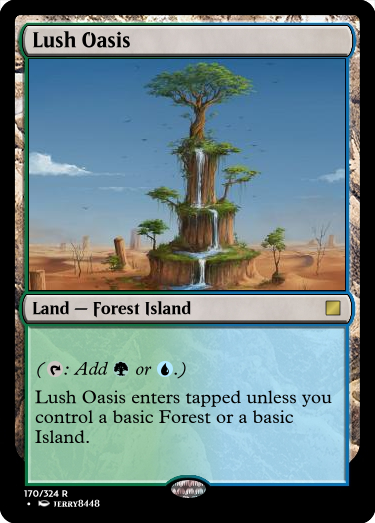 Lush Oasis
Land — Forest Island
(: Add or .)
Lush Oasis enters tapped unless you
control a basic Forest or a basic
Island.
170/324 R
• JERRY8448